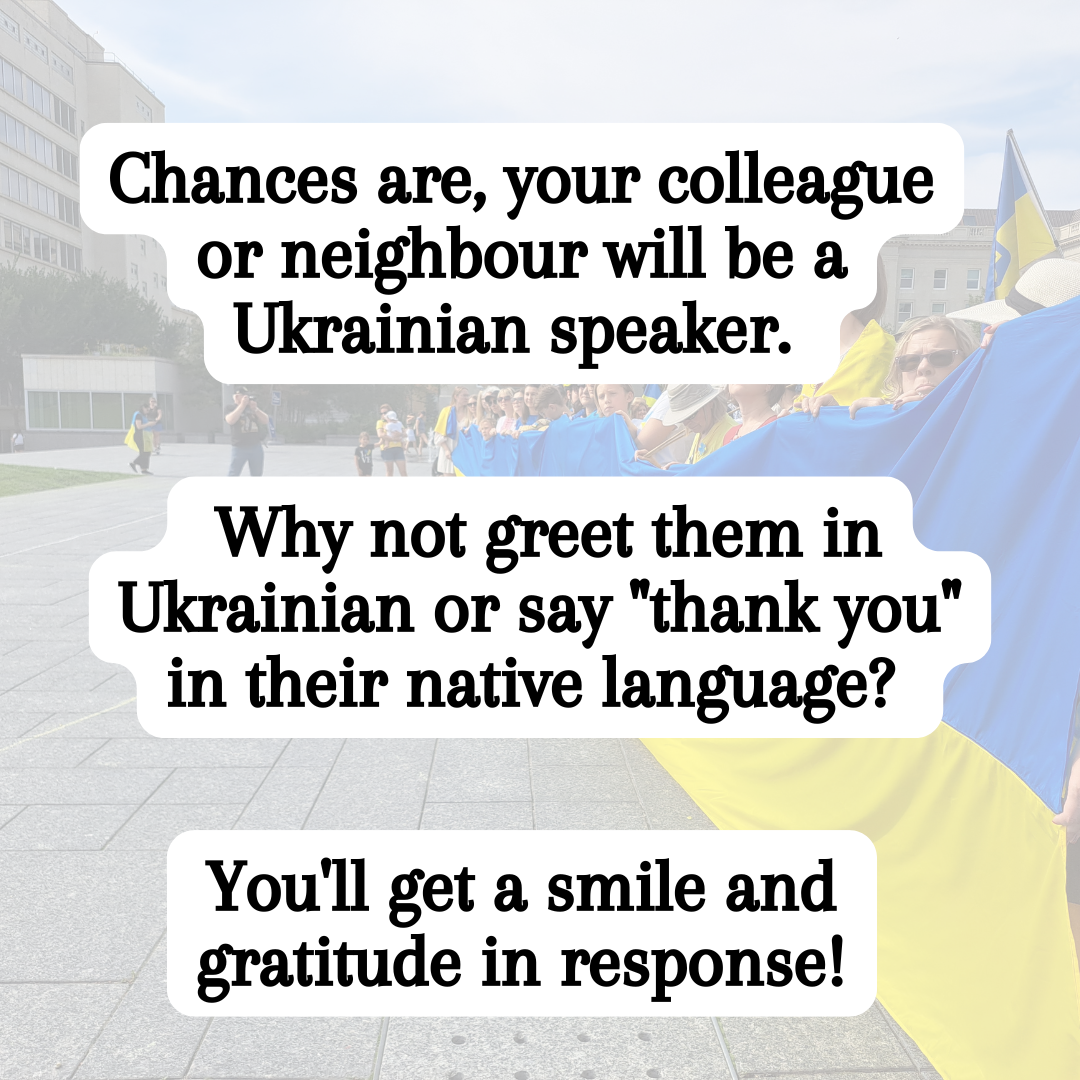 Chances are, your colleague
or neighbour will be a
Ukrainian speaker.
Why not greet them in
Ukrainian or say "thank you"
in their native language?
You'll get a smile and
gratitude in response!